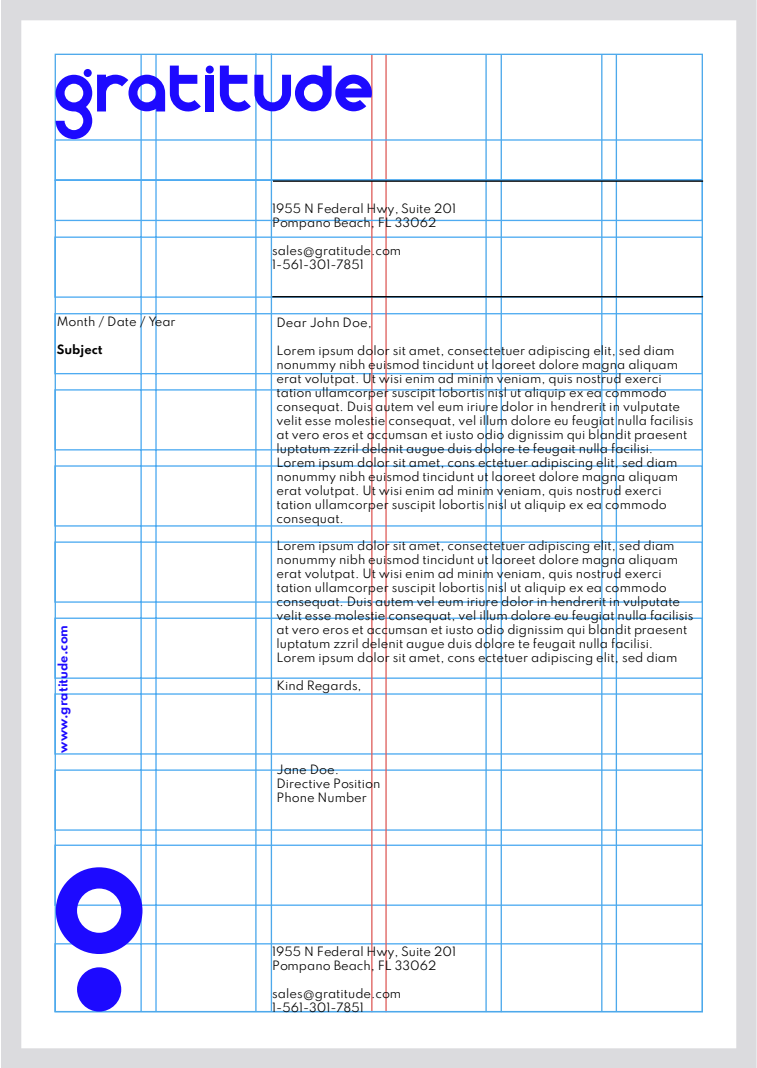 gratitude
1955 N Federal Hwy, Suite 201
Pompano Beach, FL 33062
sales@gratitude.com
1-561-301-7851
Month / Date / Year
Subject
Dear John Doe,
Lorem ipsum dolor sit amet, consectetuer adipiscing elit, sed diam
nonummy nibh euismod tincidunt ut laoreet dolore magna aliquam
erat volutpat. Ut wisi enim ad minim veniam, quis nostrud exerci
tation ullamcorper suscipit lobortis nisl ut aliquip ex ea commodo
consequat. Duis autem vel eum iriure dolor in hendrerit in vulputate
velit esse molestie consequat, vel illum dolore eu feugiat nulla facilisis
at vero eros et accumsan et iusto odio dignissim qui blandit praesent
luptatum zzril delenit augue duis dolore te feugait nulla facilisi.
Lorem ipsum dolor sit amet, cons ectetuer adipiscing elit, sed diam
nonummy nibh euismod tincidunt ut laoreet dolore magna aliquam
erat volutpat. Ut wisi enim ad minim veniam, quis nostrud exerci
tation ullamcorper suscipit lobortis nisl ut aliquip ex ea commodo
consequat.
Lorem ipsum dolor sit amet, consectetuer adipiscing elit, sed diam
nonummy nibh euismod tincidunt ut laoreet dolore magna aliquam
erat volutpat. Ut wisi enim ad minim veniam, quis nostrud exerci
tation ullamcorper suscipit lobortis nisl ut aliquip ex ea commodo
consequat. Duis autem vel eum iriure dolor in hendrerit in vulputate
velit esse molestie consequat, vel illum dolore eu feugiat nulla facilisis
at vero eros et accumsan et iusto odio dignissim qui blandit praesent
luptatum zzril delenit augue duis dolore te feugait nulla facilisi.
Lorem ipsum dolor sit amet, cons ectetuer adipiscing elit, sed diam
Kind Regards,
www.gratitude.com
Jane Doe.
Directive Position
Phone Number
1955 N Federal Hwy, Suite 201
Pompano Beach, FL 33062
sales@gratitude.com
1-561-301-7851